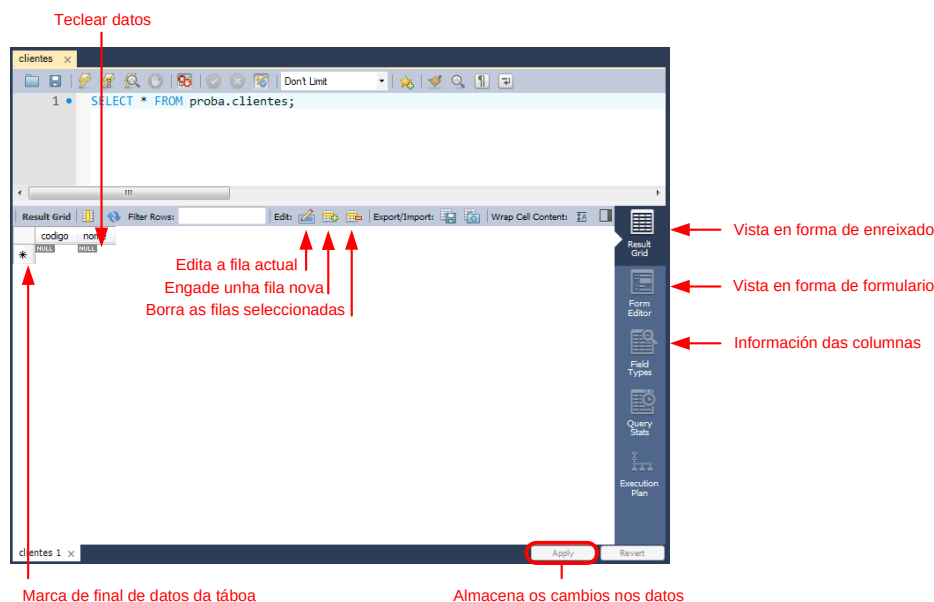 Teclear datos
clientes
Don't Limit
1 SELECT * FROM proba.clientes;
Result Grid Filter Rows: Edit: Export/Import: Wrap Cell Content:
codigo nome
NULL NULL
Result
Grid
Vista en forma de enreixado
Edita a fila actual
Engade unha fila nova
Borra as filas seleccionadas
Form
Editor
Vista en forma de formulario
Field
Types
Información das columnas
Query
Stats
Execution
Plan
clientes 1
Apply Revert
Marca de final de datos da táboa
Almacena os cambios nos datos